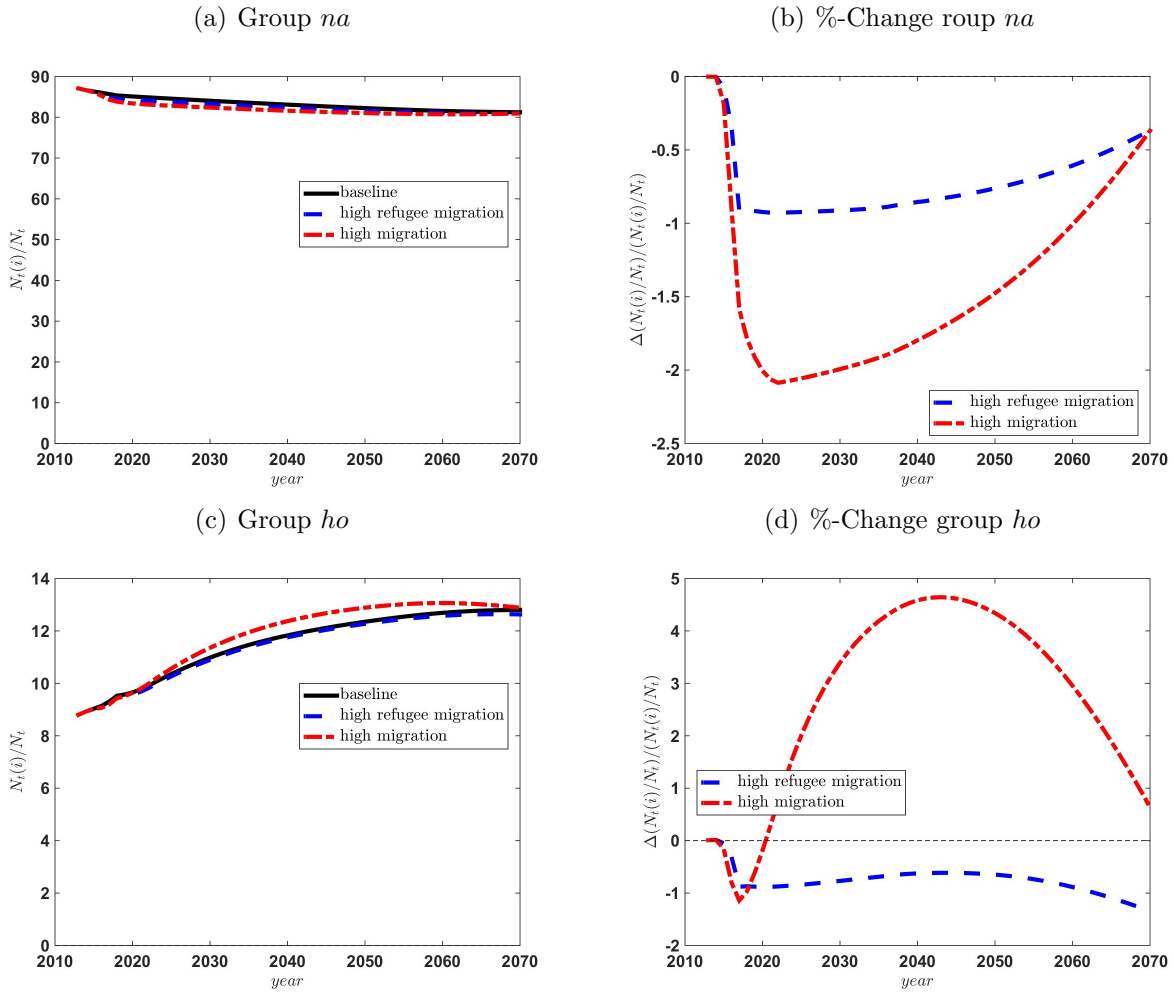 (a) Group na
90
80
70
60
50
40
30
20
10
0
N_t(i)/N_t
baseline
high refugee migration
high migration
2010 2020 2030 2040 2050 2060 2070
year
(b) %-Change roup na
0
-0.5
-1
-1.5
-2
-2.5
Δ(N_t(i)/N_t)/(N_t(i)/N_t)
high refugee migration
high migration
2010 2020 2030 2040 2050 2060 2070
year
(c) Group ho
14
12
10
8
6
4
2
0
N_t(i)/N_t
baseline
high refugee migration
high migration
2010 2020 2030 2040 2050 2060 2070
year
(d) %-Change group ho
5
4
3
2
1
0
-1
-2
Δ(N_t(i)/N_t)/(N_t(i)/N_t)
high refugee migration
high migration
2010 2020 2030 2040 2050 2060 2070
year